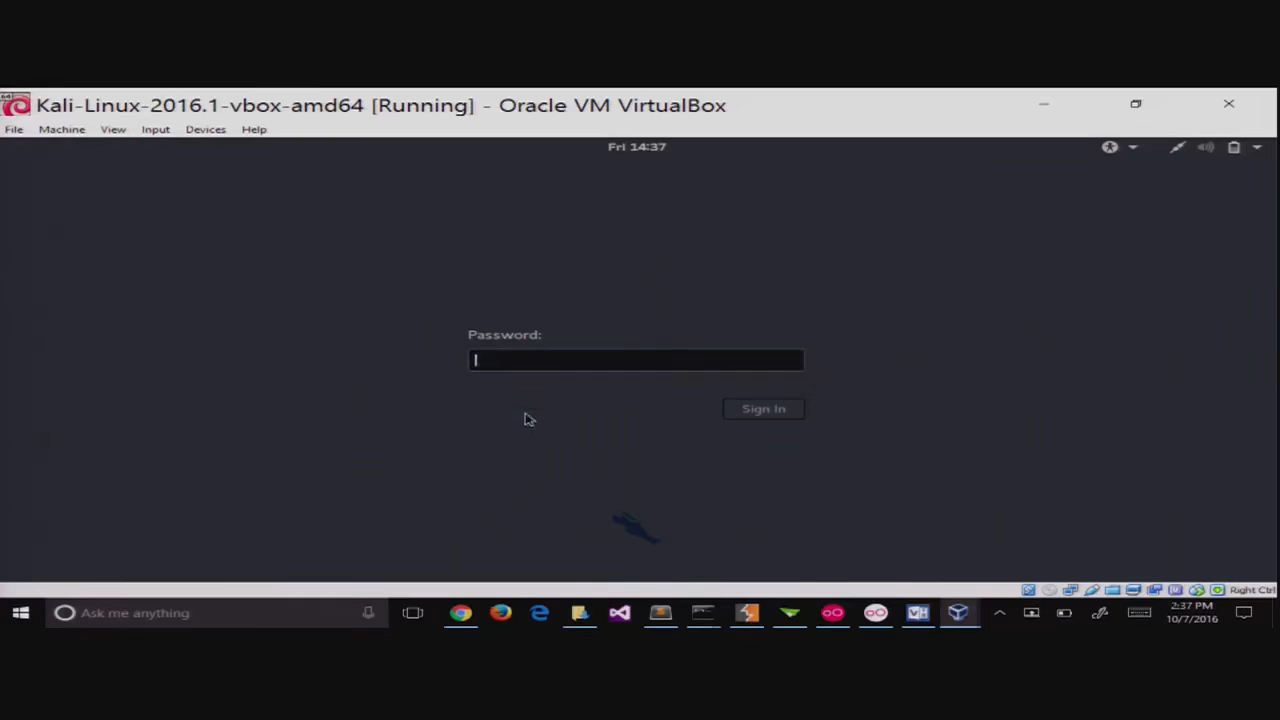 Kali-Linux-2016.1-vbox-amd64 [Running] - Oracle VM VirtualBox
File Machine View Input Devices Help
Fri 14:37
Password:
Sign In
Right Ctrl
Ask me anything
2:37 PM
10/7/2016